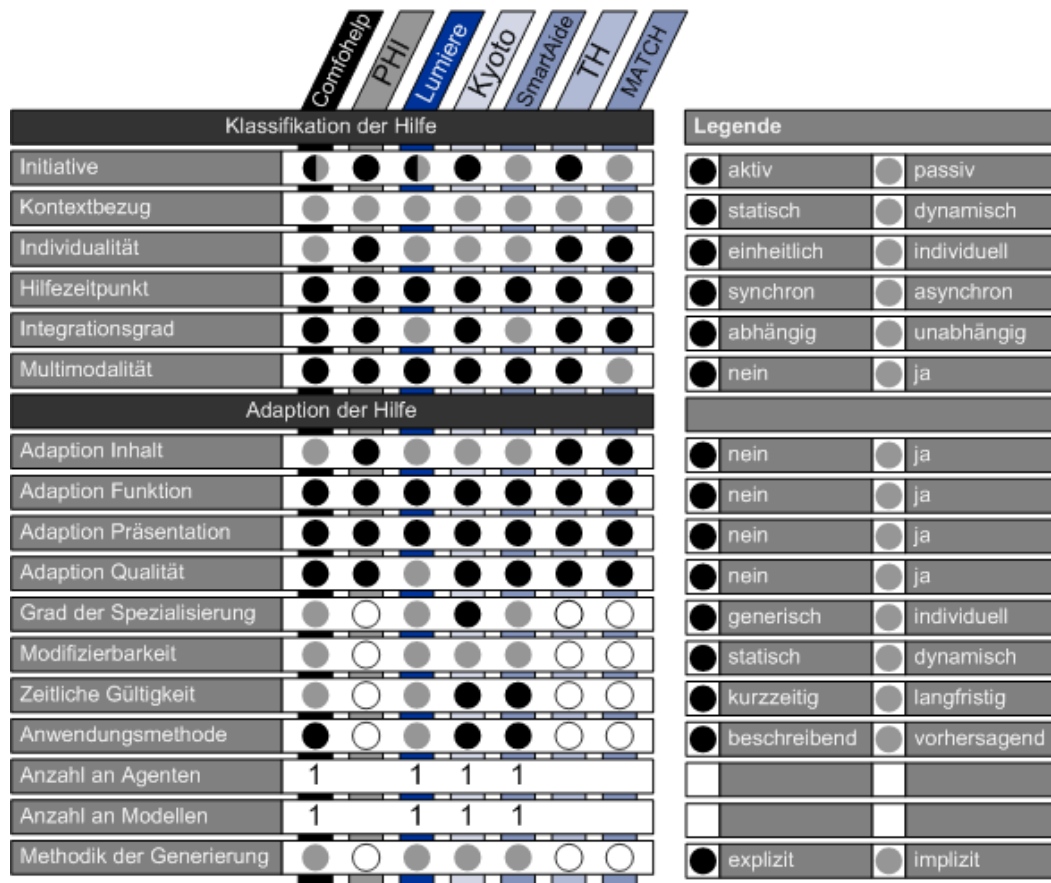 Comfohelp PHI Lumiere Kyoto SmartAide TH MATCH
Klassifikation der Hilfe Legende
Initiative aktiv passiv
Kontextbezug statisch dynamisch
Individualität einheitlich individuell
Hilfezeitpunkt synchron asynchron
Integrationsgrad abhängig unabhängig
Multimodalität nein ja
Adaption der Hilfe
Adaption Inhalt nein ja
Adaption Funktion nein ja
Adaption Präsentation nein ja
Adaption Qualität nein ja
Grad der Spezialisierung generisch individuell
Modifizierbarkeit statisch dynamisch
Zeitliche Gültigkeit kurzzeitig langfristig
Anwendungsmethode beschreibend vorhersagend
Anzahl an Agenten 1 1 1 1
Anzahl an Modellen 1 1 1 1
Methodik der Generierung explizit implizit